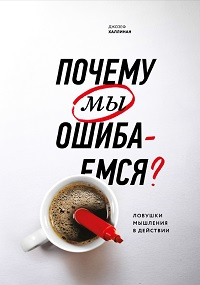 ДЖОЗЕФ
ХАЛЛИНАН
ПОЧЕМУ
МЫ
ОШИБА-
ЕМСЯ?
ЛОВУШКИ
МЫШЛЕНИЯ
В ДЕЙСТВИИ